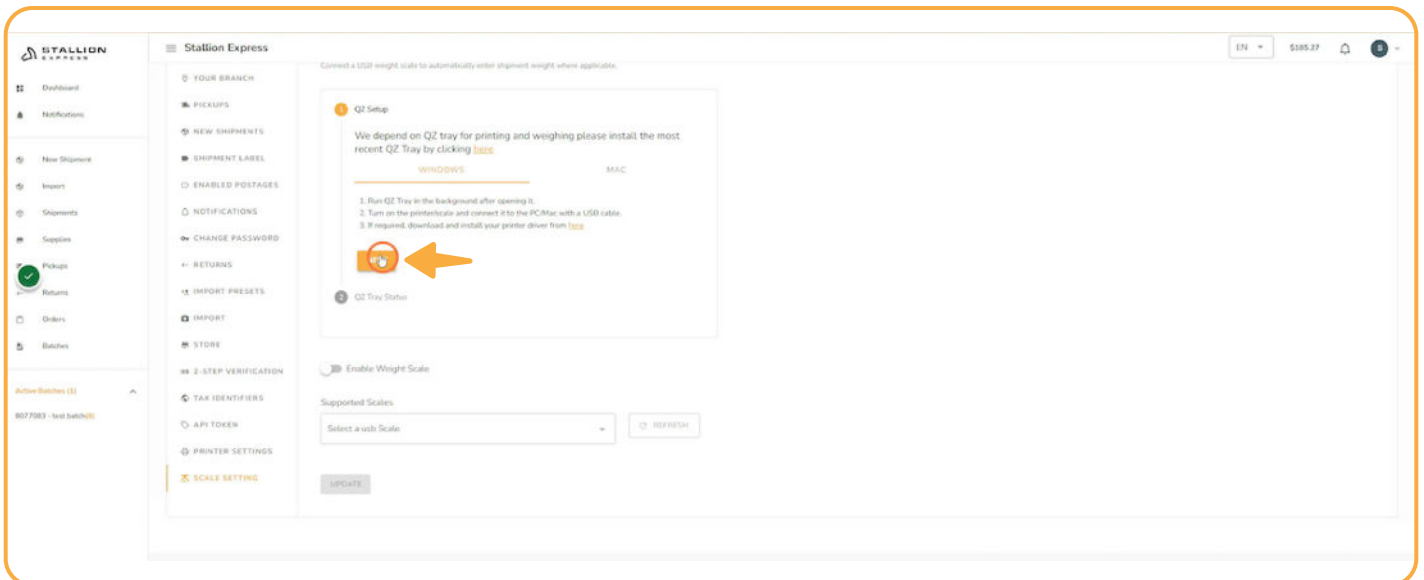 STALLION
EXPRESS
Stallion Express
EN
$185.27
S
Dashboard
Notifications
New Shipment
Import
Shipments
Supplies
Pickups
Returns
Orders
Batches
Active Batches (1)
8077083 - test batch(0)
YOUR BRANCH
PICKUPS
NEW SHIPMENTS
SHIPMENT LABEL
ENABLED POSTAGES
NOTIFICATIONS
CHANGE PASSWORD
RETURNS
IMPORT PRESETS
IMPORT
STORE
2-STEP VERIFICATION
TAX IDENTIFIERS
API TOKEN
PRINTER SETTINGS
SCALE SETTING
Connect a USB weight scale to automatically enter shipment weight where applicable.
1 QZ Setup
We depend on QZ tray for printing and weighing please install the most
recent QZ Tray by clicking here
WINDOWS MAC
1. Run QZ Tray in the background after opening it.
2. Turn on the printer/scale and connect it to the PC/Mac with a USB cable.
3. If required, download and install your printer driver from here
2 QZ Tray Status
Enable Weight Scale
Supported Scales
Select a usb Scale
REFRESH
UPDATE